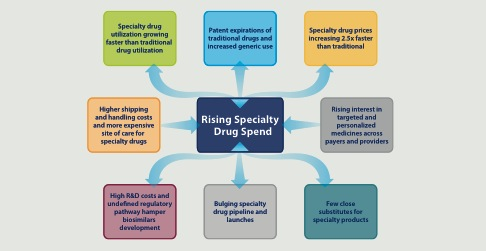 Specialty drug
utilization growing
faster than traditional
drug utilization
Patent expirations of
traditional drugs and
increased generic use
Specialty drug prices
increasing 2.5x faster
than traditional
Higher shipping
and handling costs
and more expensive
site of care for
specialty drugs
Rising Specialty
Drug Spend
Rising interest in
targeted and
personalized
medicines across
payers and providers
High R&D costs and
undefined regulatory
pathway hamper
biosimilars
development
Bulging specialty
drug pipeline and
launches
Few close
substitutes for
specialty products